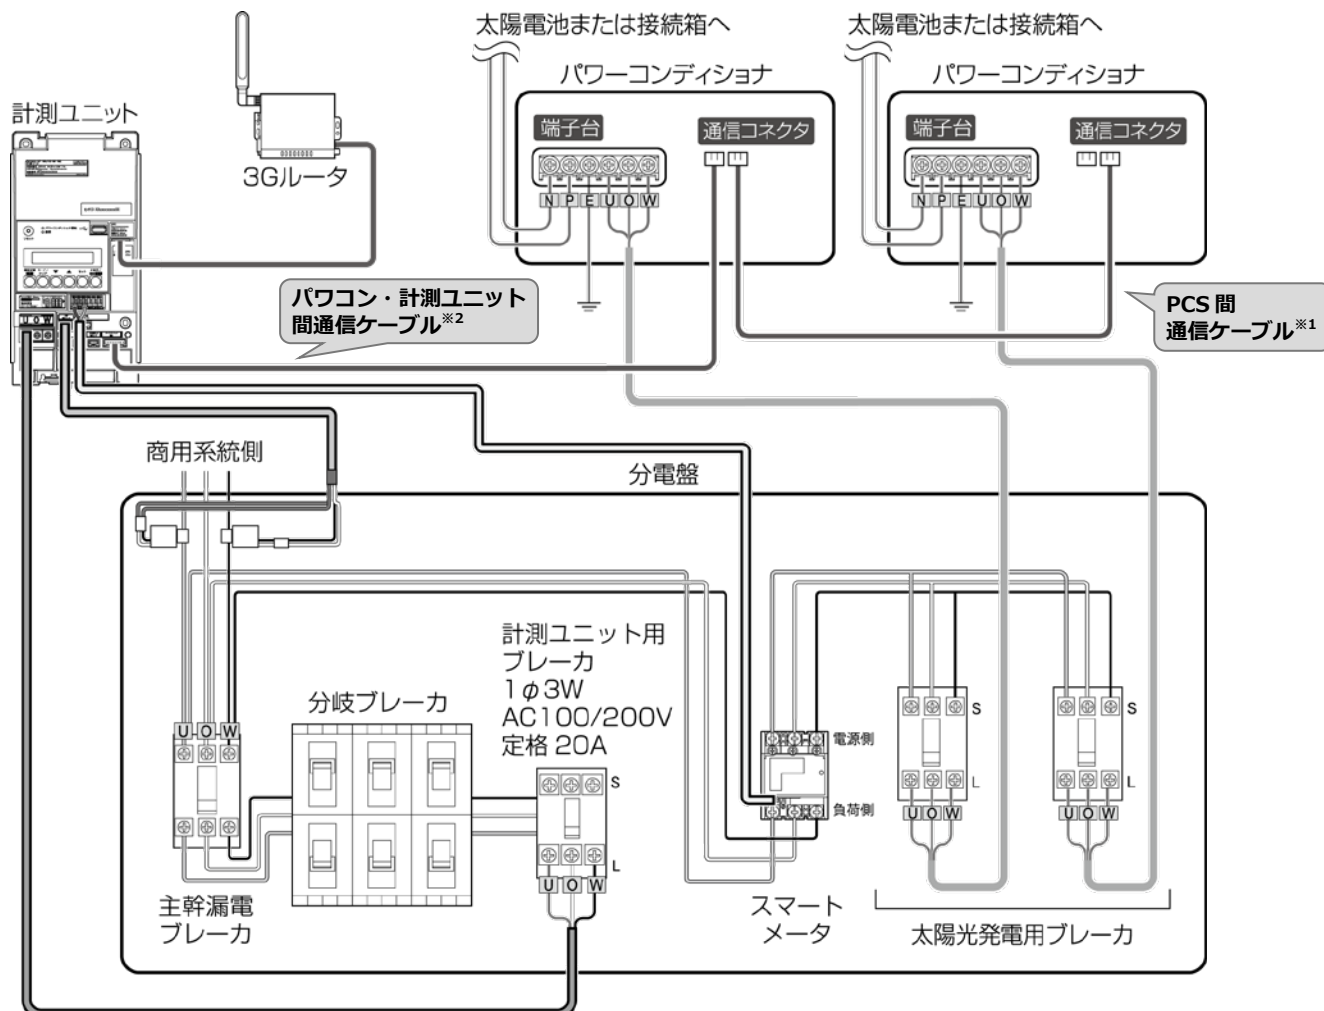 太陽電池または接続箱へ
太陽電池または接続箱へ
パワーコンディショナ
パワーコンディショナ
計測ユニット
端子台
通信コネクタ
端子台
通信コネクタ
3Gルータ
N P E U O W
N P E U O W
パワコン・計測ユニット
間通信ケーブル※2
PCS 間
通信ケーブル※1
U O W
商用系統側
分電盤
計測ユニット用
ブレーカ
1φ3W
AC100/200V
定格 20A
分岐ブレーカ
U O W
S
L
U O W
電源側
負荷側
S
L
U O W
S
L
U O W
主幹漏電
ブレーカ
スマート
メータ
太陽光発電用ブレーカ